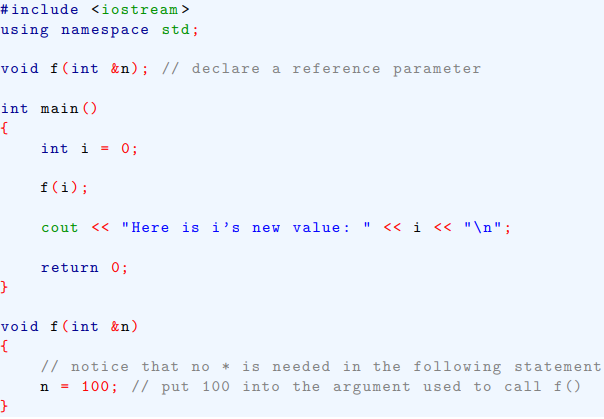 #include <iostream>
using namespace std;
void f(int &n); // declare a reference parameter
int main()
{
int i = 0;
f(i);
cout << "Here is i's new value: " << i << "\n";
return 0;
}
void f(int &n)
{
// notice that no * is needed in the following statement
n = 100; // put 100 into the argument used to call f()
}